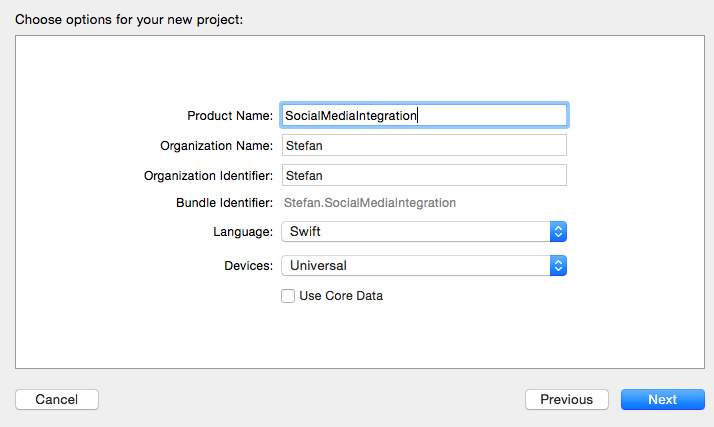 Choose options for your new project:
Product Name: SocialMediaIntegration
Organization Name: Stefan
Organization Identifier: Stefan
Bundle Identifier: Stefan.SocialMediaIntegration
Language: Swift
Devices: Universal
Use Core Data
Cancel Previous Next